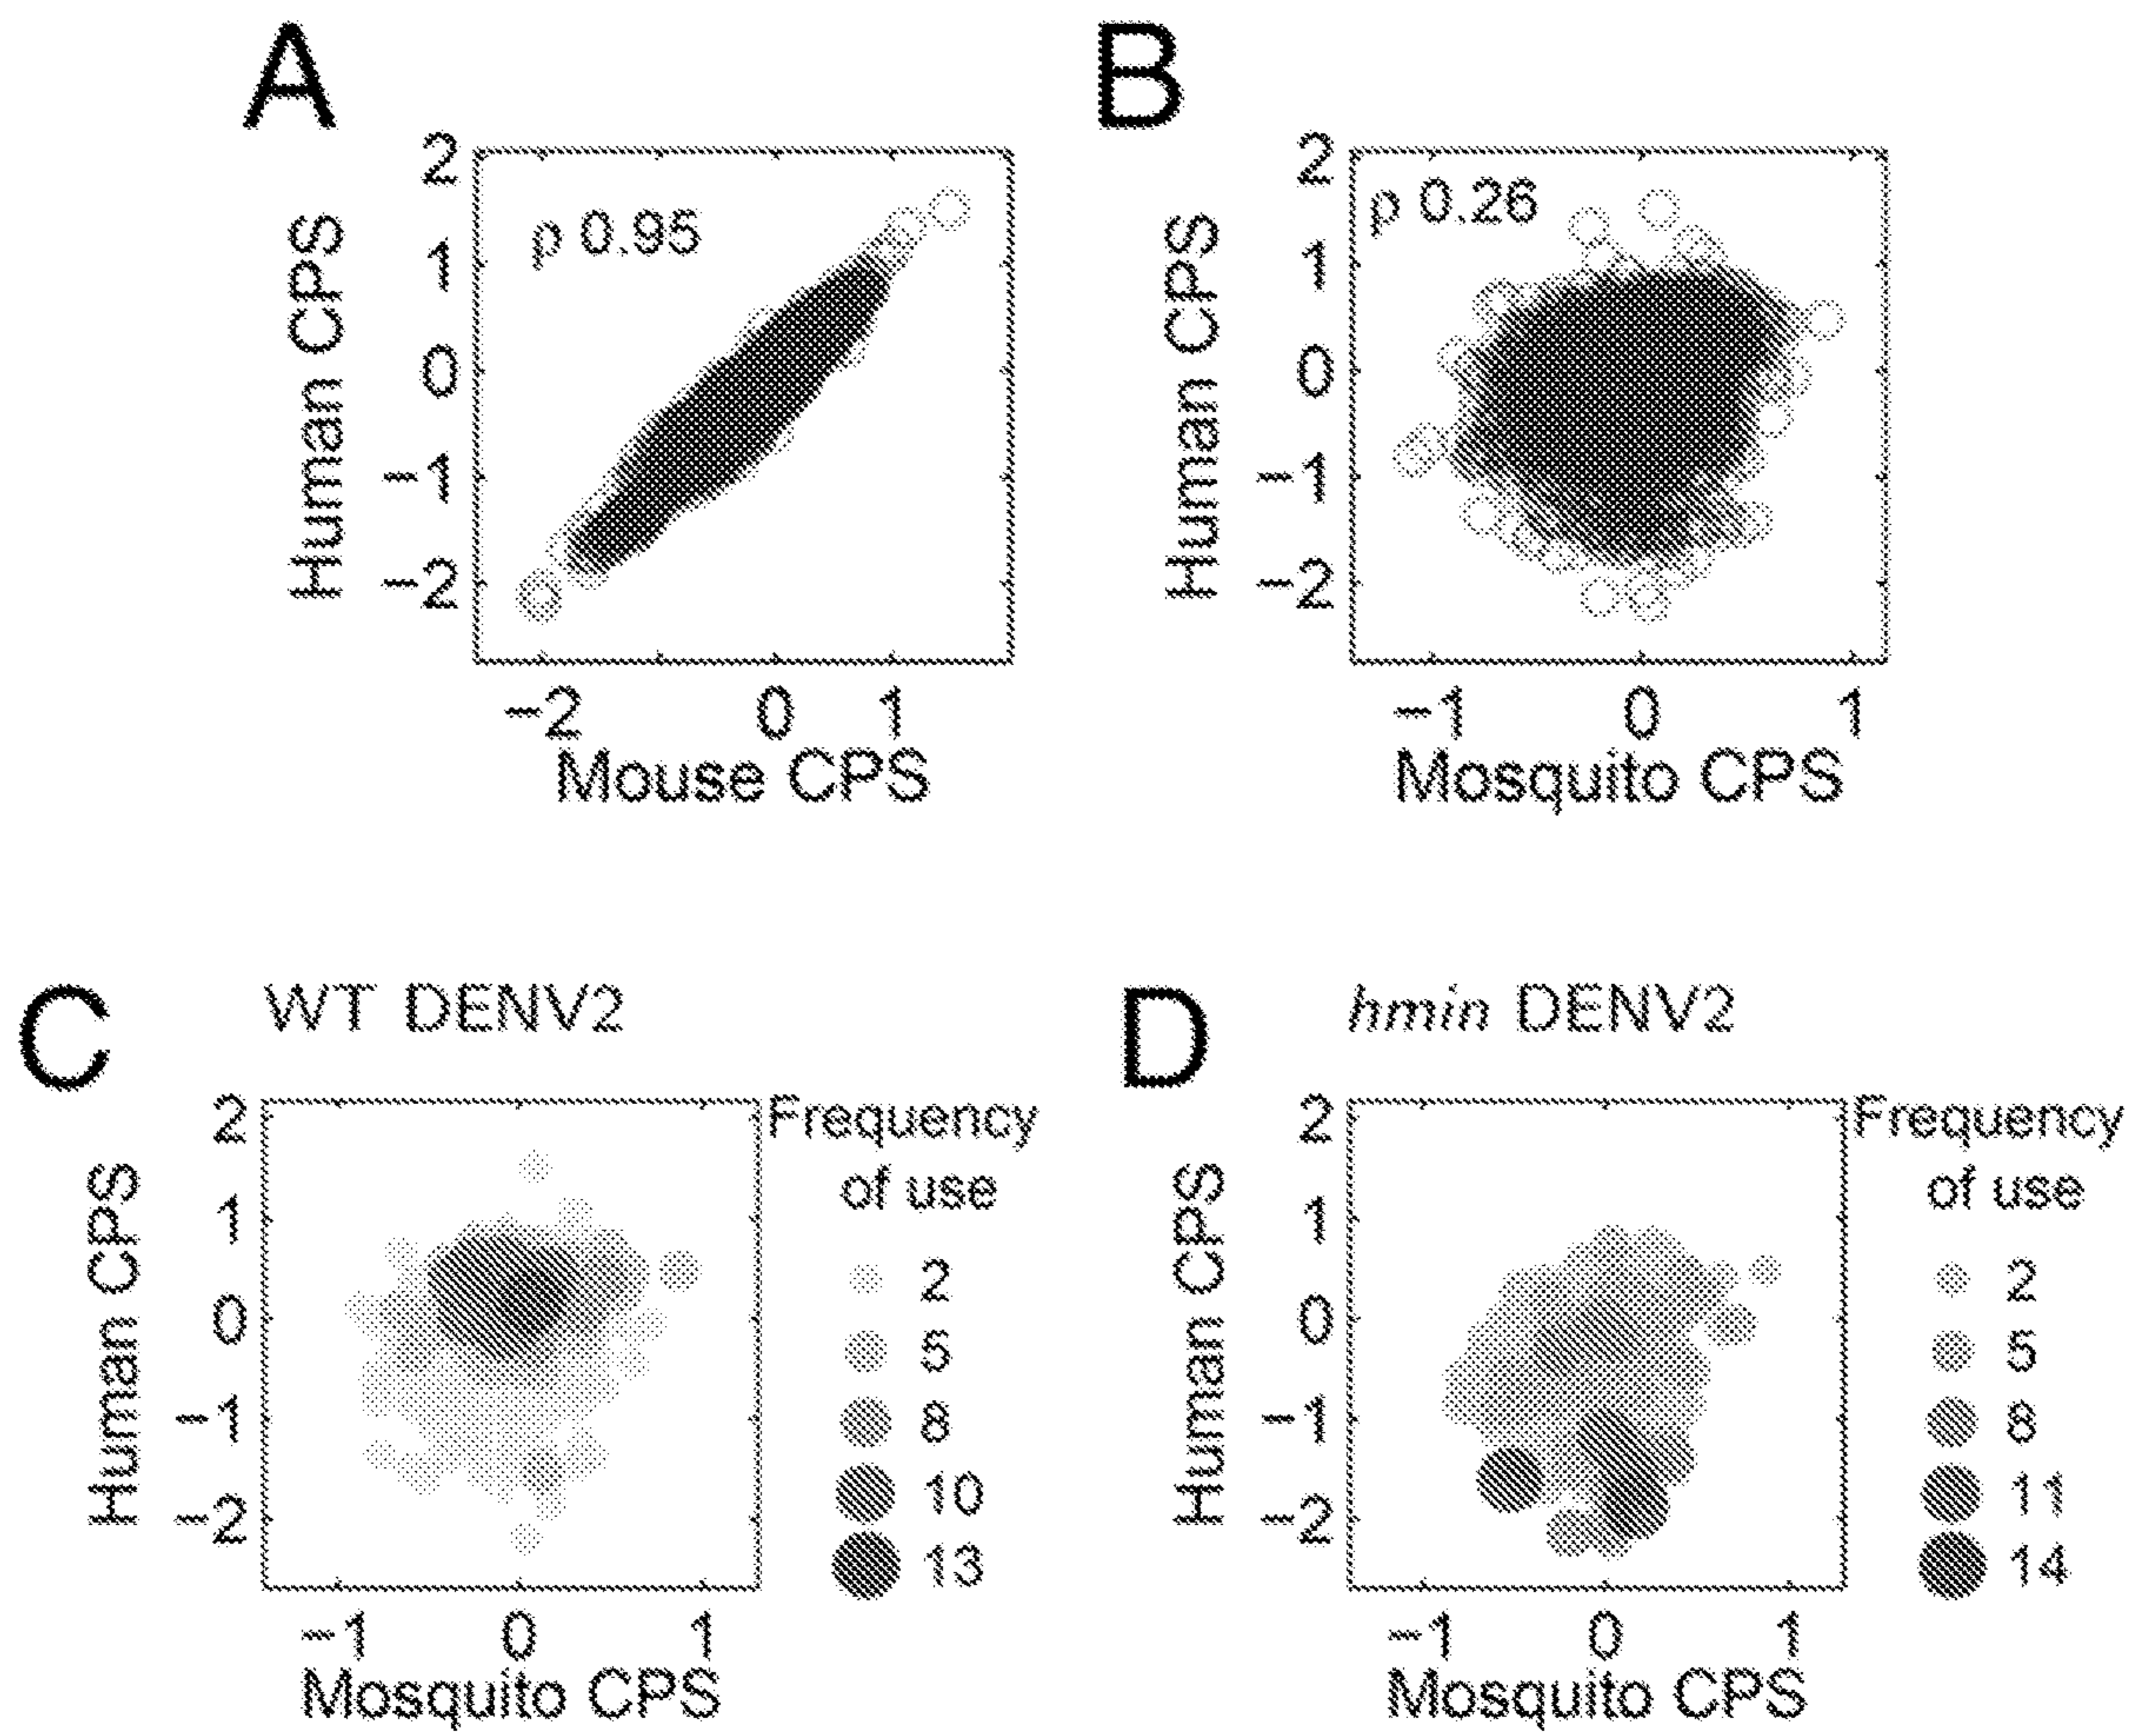 A
2
1
0
−1
−2
Human CPS
ρ 0.95
−2 0 1
Mouse CPS
B
2
1
0
−1
−2
Human CPS
ρ 0.26
−1 0 1
Mosquito CPS
C
WT DENV2
2
1
0
−1
−2
Human CPS
−1 0 1
Mosquito CPS
Frequency
of use
2
5
8
10
13
D
hmin DENV2
2
1
0
−1
−2
Human CPS
−1 0 1
Mosquito CPS
Frequency
of use
2
5
8
11
14